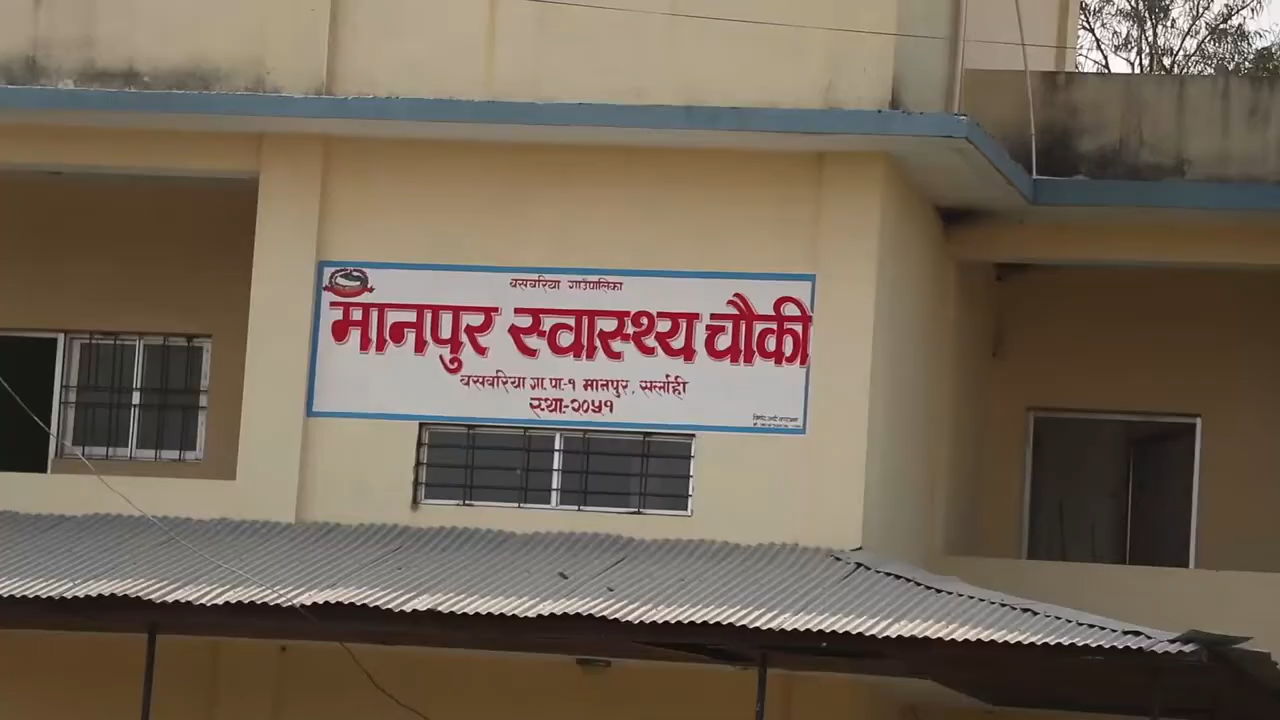 बसबरिया गाउँपालिका
मानपुर स्वास्थ्य चौकी
बसबरिया गा.पा.-१ मानपुर, सर्लाही
स्था-२०५१